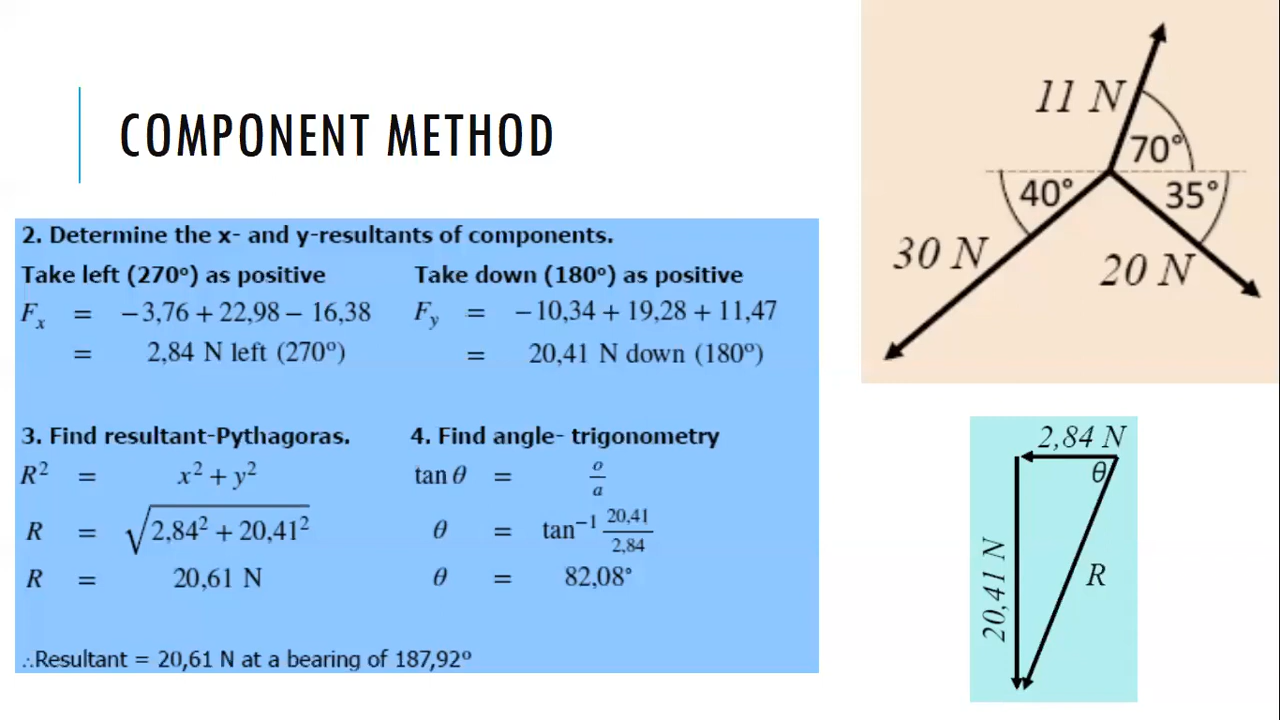 COMPONENT METHOD
2. Determine the x- and y-resultants of components.
Take left (270º) as positive
F_x = −3,76 + 22,98 − 16,38
= 2,84 N left (270º)
Take down (180º) as positive
F_y = −10,34 + 19,28 + 11,47
= 20,41 N down (180º)
3. Find resultant-Pythagoras.
R² = x² + y²
R = √2,84² + 20,41²
R = 20,61 N
4. Find angle- trigonometry
tan θ = o/a
θ = tan⁻¹ 20,41/2,84
θ = 82,08°
∴Resultant = 20,61 N at a bearing of 187,92º
11 N
70°
40°
35°
30 N
20 N
2,84 N
θ
20,41 N
R